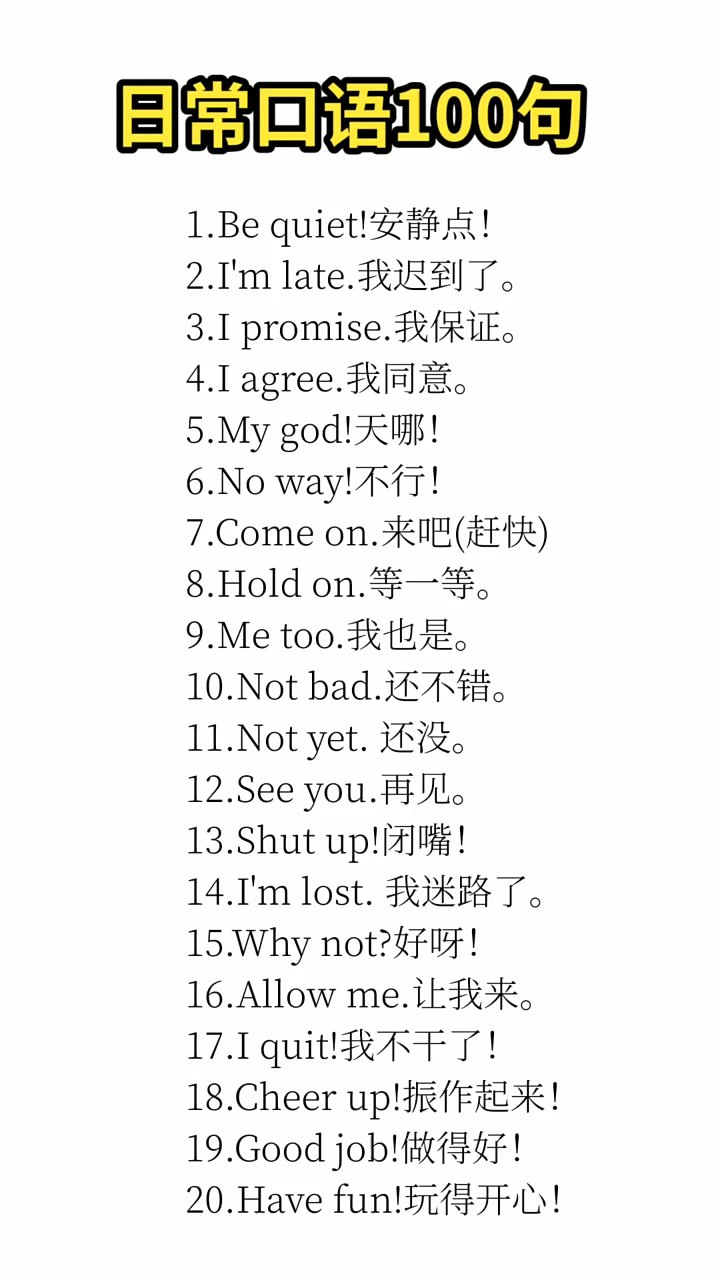 日常口语100句
1.Be quiet!安静点！
2.I'm late.我迟到了。
3.I promise.我保证。
4.I agree.我同意。
5.My god!天哪！
6.No way!不行！
7.Come on.来吧(赶快)
8.Hold on.等一等。
9.Me too.我也是。
10.Not bad.还不错。
11.Not yet. 还没。
12.See you.再见。
13.Shut up!闭嘴！
14.I'm lost. 我迷路了。
15.Why not?好呀！
16.Allow me.让我来。
17.I quit!我不干了！
18.Cheer up!振作起来！
19.Good job!做得好！
20.Have fun!玩得开心！